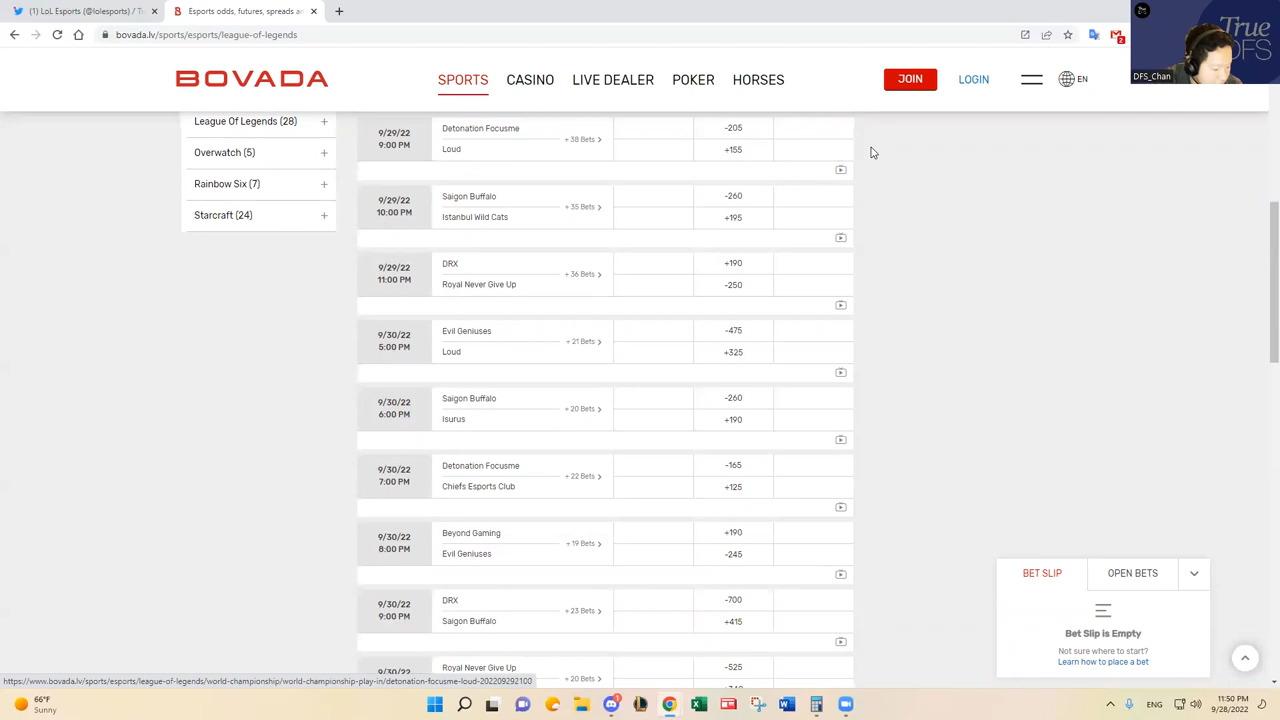 (1) LoL Esports (@lolesports) / T
Esports odds, futures, spreads a
bovada.lv/sports/esports/league-of-legends
2
True
DFS
DFS_Chan
BOVADA
SPORTS
CASINO
LIVE DEALER
POKER
HORSES
JOIN
LOGIN
EN
League Of Legends (28) +
Overwatch (5) +
Rainbow Six (7) +
Starcraft (24) +
9/29/22
9:00 PM
Detonation Focusme
Loud
+ 38 Bets >
-205
+155
9/29/22
10:00 PM
Saigon Buffalo
Istanbul Wild Cats
+ 35 Bets >
-260
+195
9/29/22
11:00 PM
DRX
Royal Never Give Up
+ 36 Bets >
+190
-250
9/30/22
5:00 PM
Evil Geniuses
Loud
+ 21 Bets >
-475
+325
9/30/22
6:00 PM
Saigon Buffalo
Isurus
+ 20 Bets >
-260
+190
9/30/22
7:00 PM
Detonation Focusme
Chiefs Esports Club
+ 22 Bets >
-165
+125
9/30/22
8:00 PM
Beyond Gaming
Evil Geniuses
+ 19 Bets >
+190
-245
9/30/22
9:00 PM
DRX
Saigon Buffalo
+ 23 Bets >
-700
+415
9/30/22
Royal Never Give Up
+ 20 Bets >
-525
BET SLIP
OPEN BETS
Bet Slip is Empty
Not sure where to start?
Learn how to place a bet
https://www.bovada.lv/sports/esports/league-of-legends/world-championship/world-championship-play-in/detonation-focusme-loud-202209292100
66°F
Sunny
1
ENG
11:50 PM
9/28/2022